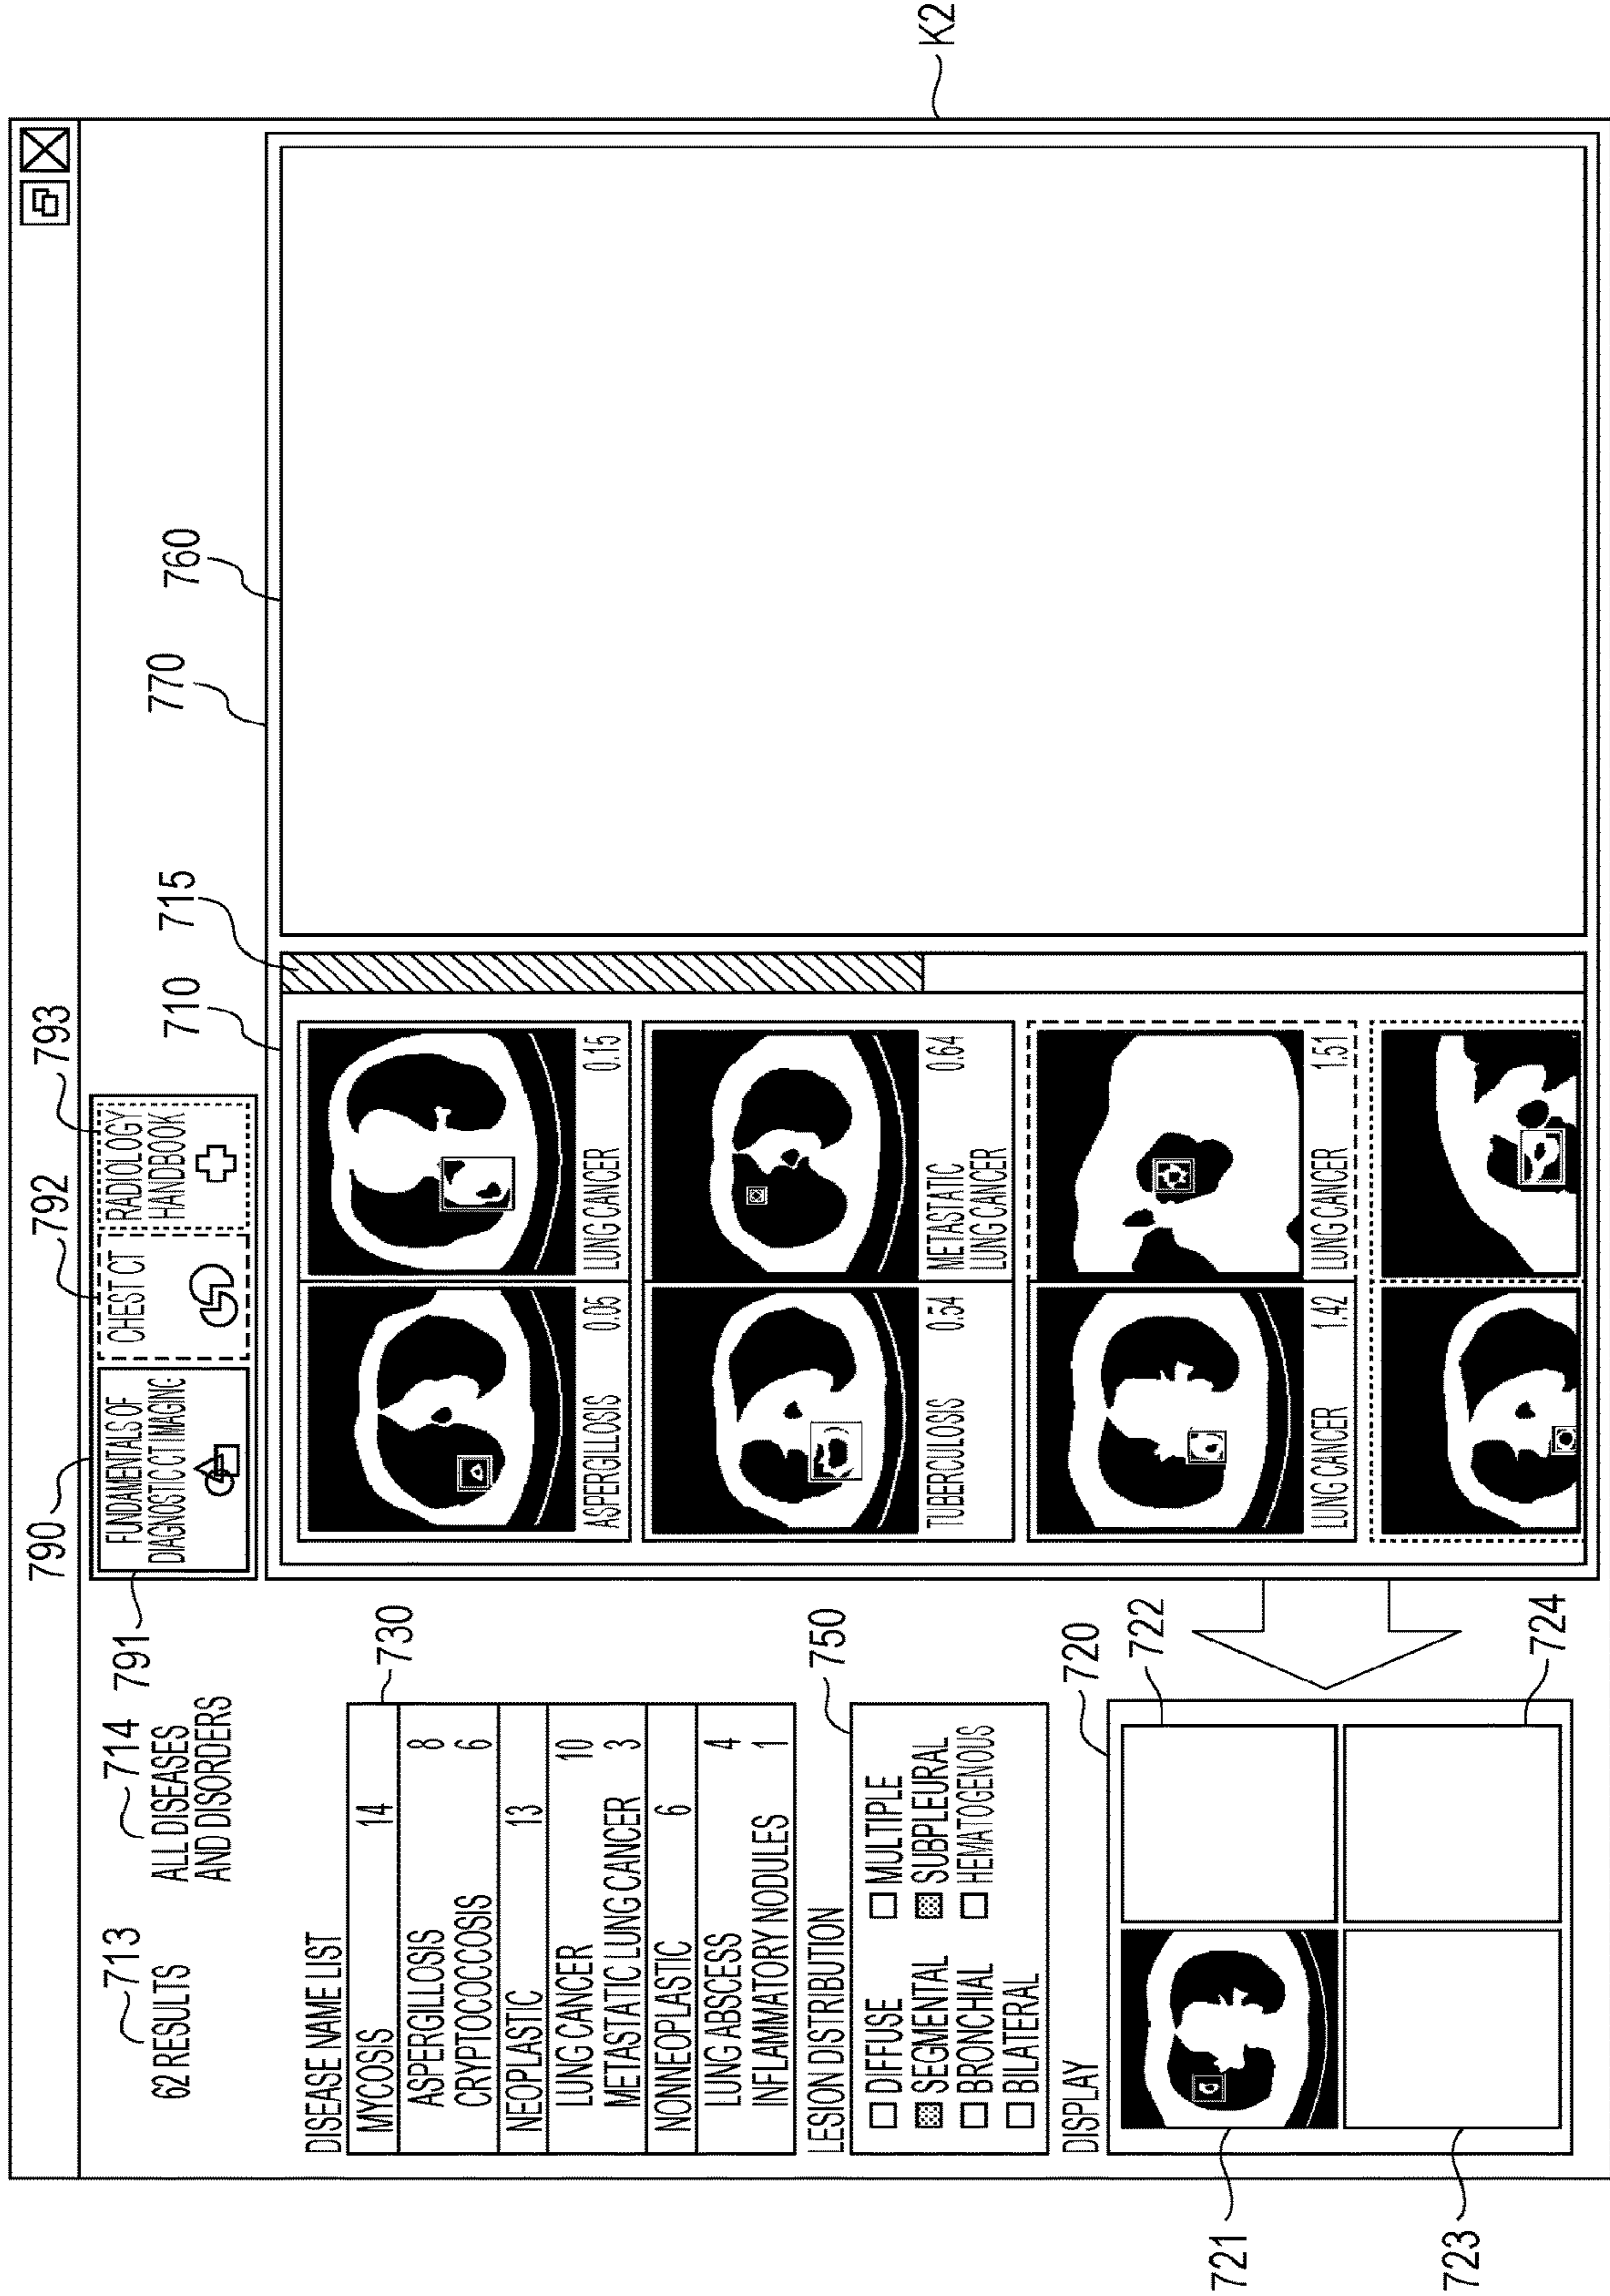 790
792
793
FUNDAMENTALS OF
DIAGNOSTIC CT IMAGING
CHEST CT
RADIOLOGY
HANDBOOK
791
713
62 RESULTS
714
ALL DISEASES
AND DISORDERS
710
715
770
760
K2
DISEASE NAME LIST
730
MYCOSIS 14
ASPERGILLOSIS 8
CRYPTOCOCCOSIS 6
NEOPLASTIC 13
LUNG CANCER 10
METASTATIC LUNG CANCER 3
NONNEOPLASTIC 6
LUNG ABSCESS 4
INFLAMMATORY NODULES 1
LESION DISTRIBUTION
750
DIFFUSE MULTIPLE
SEGMENTAL SUBPLEURAL
BRONCHIAL HEMATOGENOUS
BILATERAL
DISPLAY
720
722
721
723
724
ASPERGILLOSIS 0.05
LUNG CANCER 0.15
TUBERCULOSIS 0.54
METASTATIC 0.64
LUNG CANCER
LUNG CANCER 1.42
LUNG CANCER 1.51